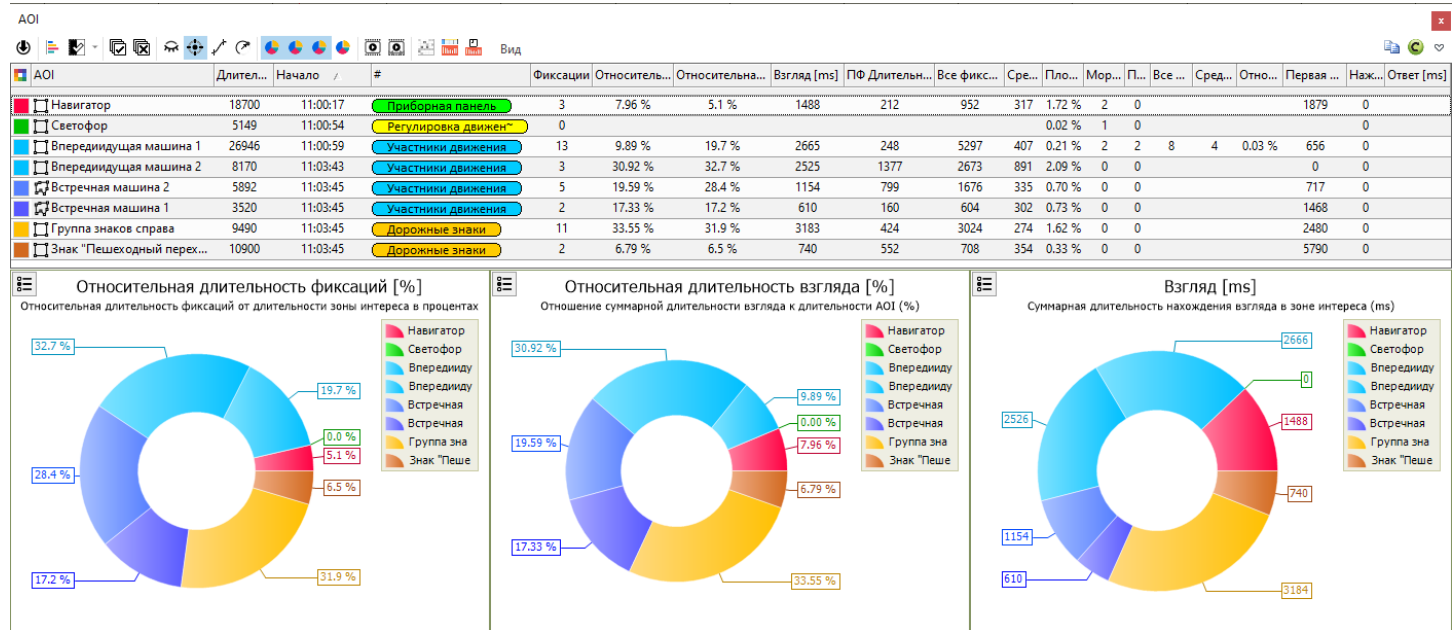 AOI
x
Вид
AOI Длител... Начало / # Фиксации Относитель... Относительна... Взгляд [ms] ПФ Длительн... Все фикс... Сре... Пло... Мор... П... Все ... Сред... Отно... Первая ... Наж... Ответ [ms]
Навигатор 18700 11:00:17 Приборная панель 3 7.96 % 5.1 % 1488 212 952 317 1.72 % 2 0 1879 0
Светофор 5149 11:00:54 Регулировка движен~ 0 0.02 % 1 0 0
Впередиидущая машина 1 26946 11:00:59 Участники движения 13 9.89 % 19.7 % 2665 248 5297 407 0.21 % 2 2 8 4 0.03 % 656 0
Впередиидущая машина 2 8170 11:03:43 Участники движения 3 30.92 % 32.7 % 2525 1377 2673 891 2.09 % 0 0 0 0
Встречная машина 2 5892 11:03:45 Участники движения 5 19.59 % 28.4 % 1154 799 1676 335 0.70 % 0 0 717 0
Встречная машина 1 3520 11:03:45 Участники движения 2 17.33 % 17.2 % 610 160 604 302 0.73 % 0 0 1468 0
Группа знаков справа 9490 11:03:45 Дорожные знаки 11 33.55 % 31.9 % 3183 424 3024 274 1.62 % 0 0 2480 0
Знак "Пешеходный перех... 10900 11:03:45 Дорожные знаки 2 6.79 % 6.5 % 740 552 708 354 0.33 % 0 0 5790 0
Относительная длительность фиксаций [%]
Относительная длительность фиксаций от длительности зоны интереса в процентах
Навигатор
Светофор
Впередииду
Впередииду
Встречная
Встречная
Группа зна
Знак "Пеше
32.7 %
19.7 %
0.0 %
5.1 %
28.4 %
6.5 %
17.2 %
31.9 %
Относительная длительность взгляда [%]
Отношение суммарной длительности взгляда к длительности AOI (%)
Навигатор
Светофор
Впередииду
Впередииду
Встречная
Встречная
Группа зна
Знак "Пеше
30.92 %
9.89 %
0.00 %
19.59 %
7.96 %
6.79 %
17.33 %
33.55 %
Взгляд [ms]
Суммарная длительность нахождения взгляда в зоне интереса (ms)
Навигатор
Светофор
Впередииду
Впередииду
Встречная
Встречная
Группа зна
Знак "Пеше
2666
0
2526
1488
740
1154
610
3184